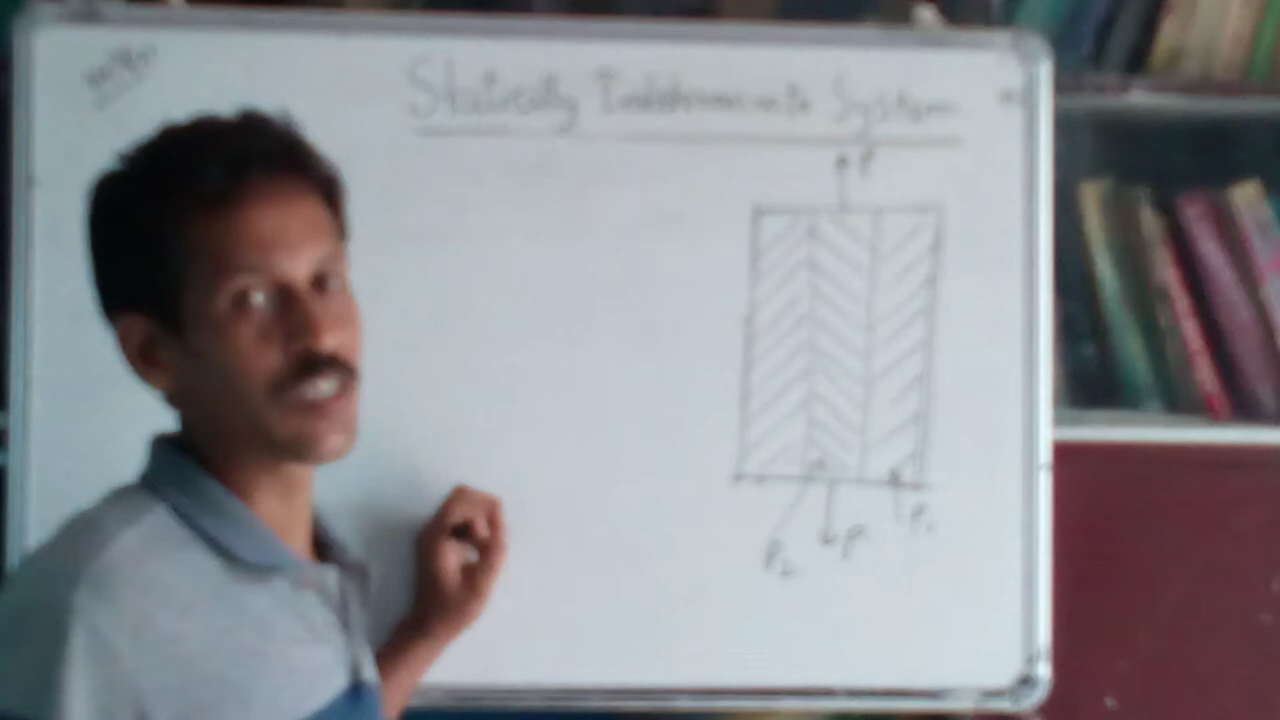 Statically Indeterminate System
P
P
P₁
P₂